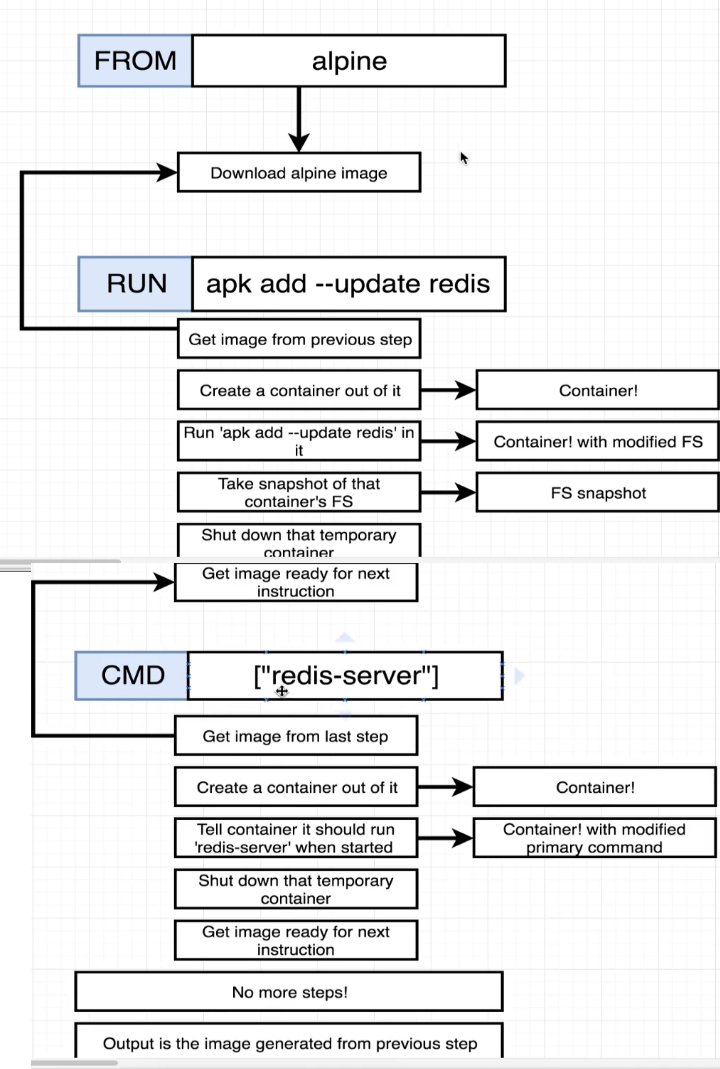 FROM alpine
Download alpine image
RUN apk add --update redis
Get image from previous step
Create a container out of it
Container!
Run 'apk add --update redis' in
it
Container! with modified FS
Take snapshot of that
container's FS
FS snapshot
Shut down that temporary
container
Get image ready for next
instruction
CMD ["redis-server"]
Get image from last step
Create a container out of it
Container!
Tell container it should run
'redis-server' when started
Container! with modified
primary command
Shut down that temporary
container
Get image ready for next
instruction
No more steps!
Output is the image generated from previous step